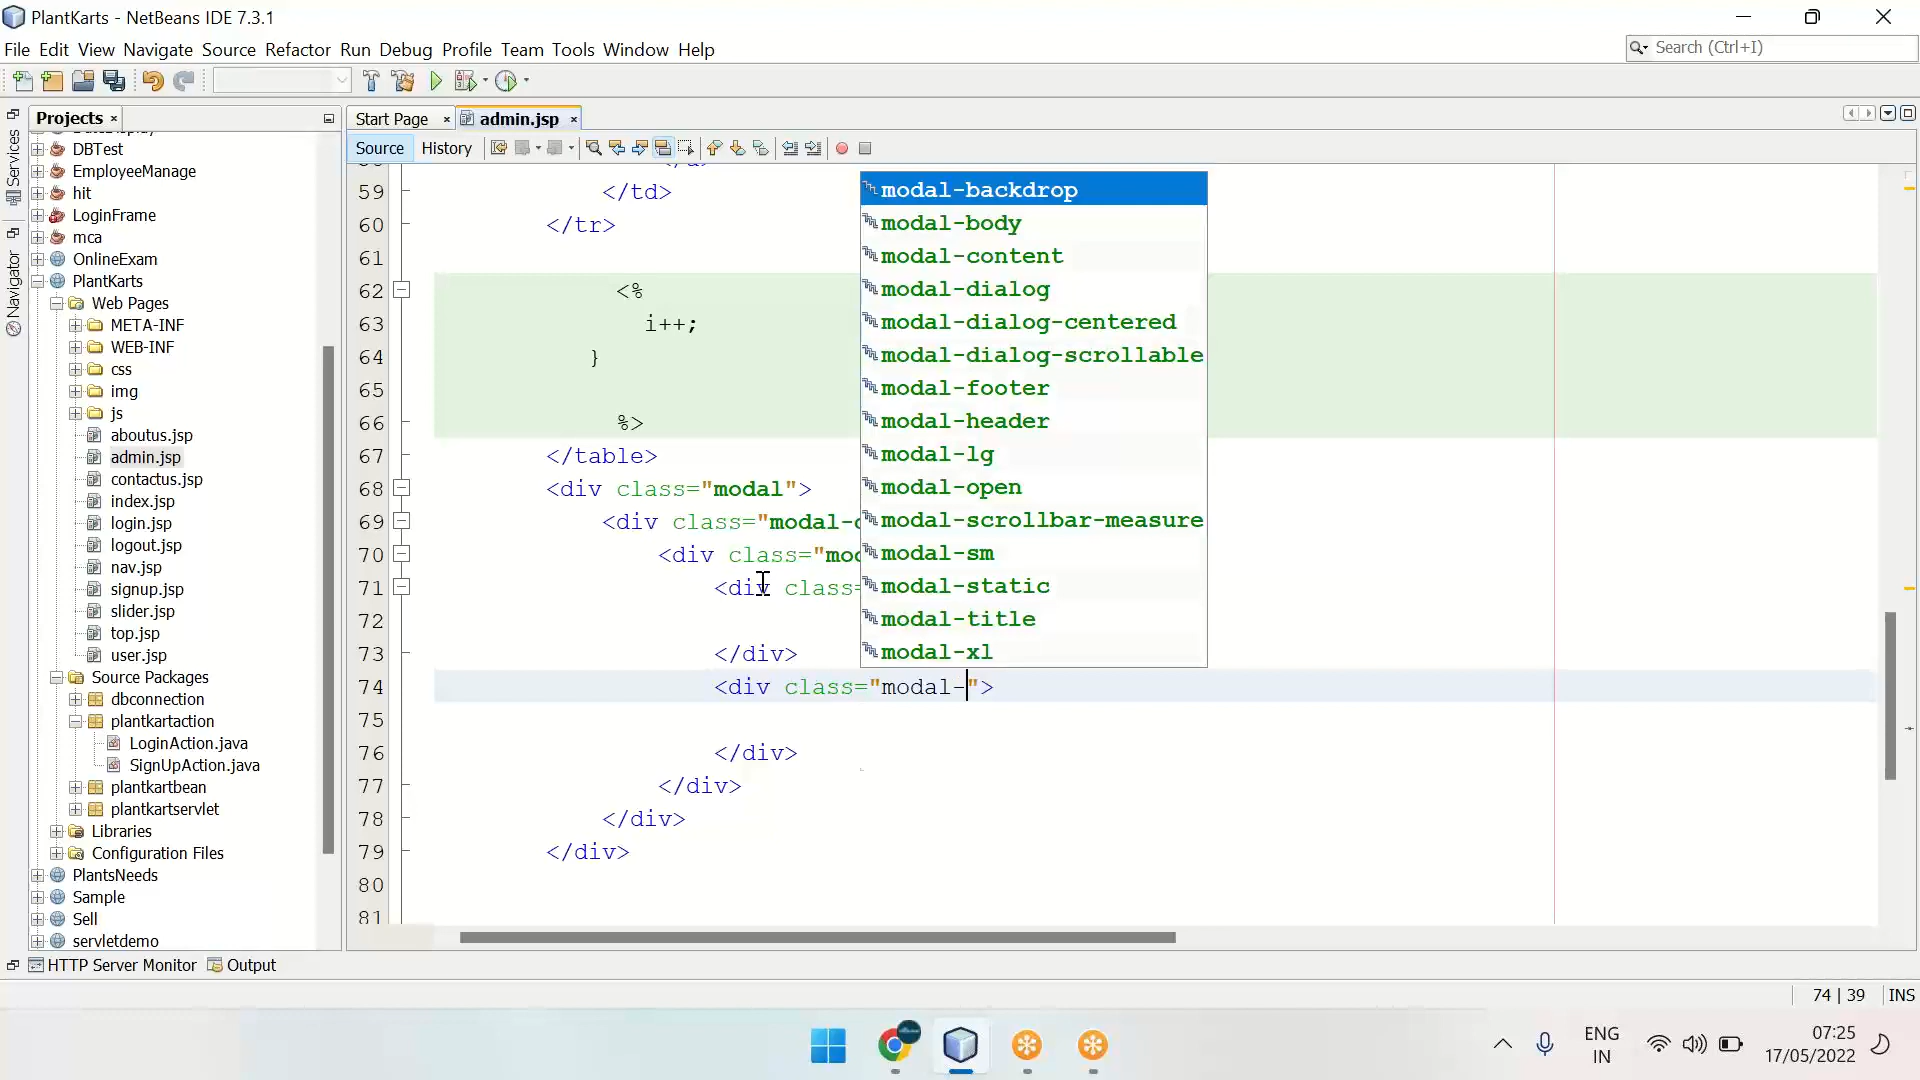 PlantKarts - NetBeans IDE 7.3.1
File Edit View Navigate Source Refactor Run Debug Profile Team Tools Window Help
Search (Ctrl+I)
Projects
Start Page
admin.jsp
Source History
Services
Navigator
DBTest
EmployeeManage
hit
LoginFrame
mca
OnlineExam
PlantKarts
Web Pages
META-INF
WEB-INF
css
img
js
aboutus.jsp
admin.jsp
contactus.jsp
index.jsp
login.jsp
logout.jsp
nav.jsp
signup.jsp
slider.jsp
top.jsp
user.jsp
Source Packages
dbconnection
plantkartaction
LoginAction.java
SignUpAction.java
plantkartbean
plantkartservlet
Libraries
Configuration Files
PlantsNeeds
Sample
Sell
servletdemo
59 </td>
60 </tr>
61
62 <%
63 i++;
64 }
65
66 %>
67 </table>
68 <div class="modal">
69 <div class="modal-
70 <div class="mo
71 <div class=
72
73 </div>
74 <div class="modal-">
75
76 </div>
77 </div>
78 </div>
79 </div>
80
81
modal-backdrop
modal-body
modal-content
modal-dialog
modal-dialog-centered
modal-dialog-scrollable
modal-footer
modal-header
modal-lg
modal-open
modal-scrollbar-measure
modal-sm
modal-static
modal-title
modal-xl
HTTP Server Monitor Output
74 | 39 INS
ENG
IN
07:25
17/05/2022